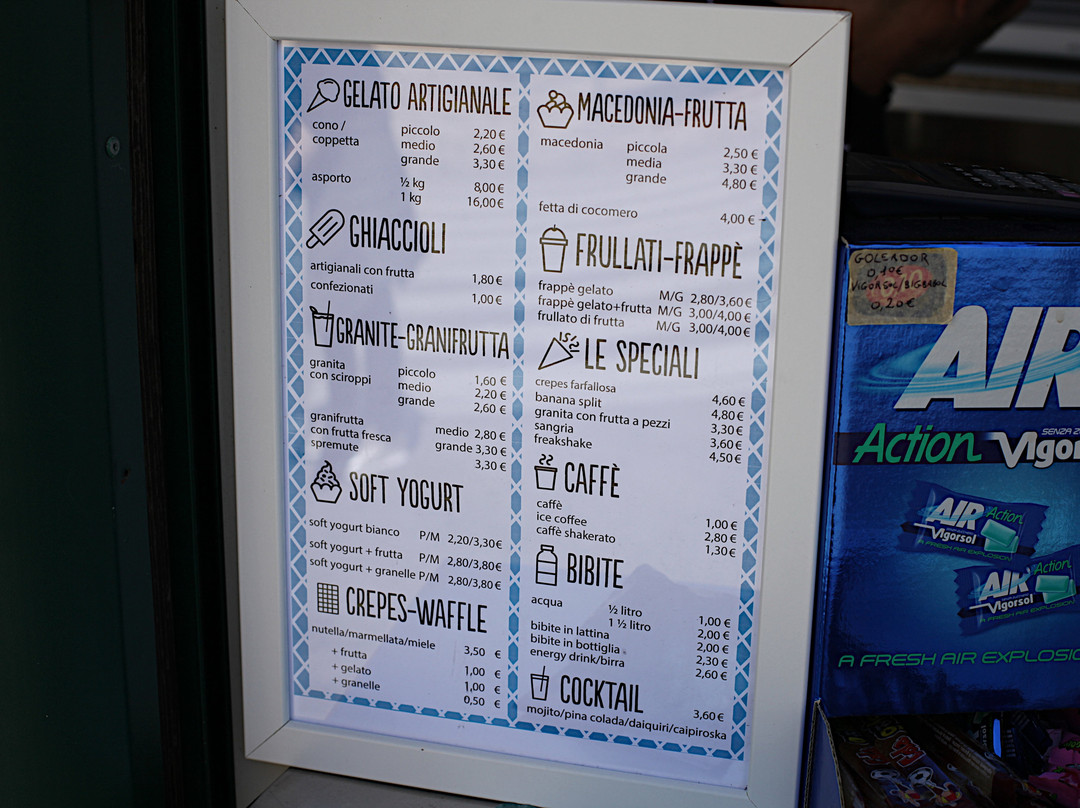 GELATO ARTIGIANALE
cono / piccolo 2,20 €
coppetta medio 2,60 €
grande 3,30 €
asporto ½ kg 8,00 €
1 kg 16,00 €
GHIACCIOLI
artigianali con frutta 1,80 €
confezionati 1,00 €
GRANITE-GRANIFRUTTA
granita piccolo 1,60 €
con sciroppi medio 2,20 €
grande 2,60 €
granifrutta medio 2,80 €
con frutta fresca grande 3,30 €
spremute 3,30 €
SOFT YOGURT
soft yogurt bianco P/M 2,20/3,30€
soft yogurt + frutta P/M 2,80/3,80€
soft yogurt + granelle P/M 2,80/3,80€
CREPES-WAFFLE
nutella/marmellata/miele 3,50 €
+ frutta 1,00 €
+ gelato 1,00 €
+ granelle 0,50 €
MACEDONIA-FRUTTA
macedonia piccola 2,50 €
media 3,30 €
grande 4,80 €
fetta di cocomero 4,00 €
FRULLATI-FRAPPÈ
frappè gelato M/G 2,80/3,60€
frappè gelato+frutta M/G 3,00/4,00€
frullato di frutta M/G 3,00/4,00€
LE SPECIALI
crepes farfallosa 4,60 €
banana split 4,80 €
granita con frutta a pezzi 3,30 €
sangria 3,60 €
freakshake 4,50 €
CAFFÈ
caffè 1,00 €
ice coffee 2,80 €
caffè shakerato 1,30 €
BIBITE
acqua ½ litro 1,00 €
1 ½ litro 2,00 €
bibite in lattina 2,00 €
bibite in bottiglia 2,30 €
energy drink/birra 2,60 €
COCKTAIL
3,60 €
mojito/pina colada/daiquiri/caipiroska
GOLEADOR
0,10€
VIGORSOL/BIGBABOL
0,20€
AIR
Action Vigor
SENZA Z
AIR Action
Vigorsol
A FRESH AIR EXPLOSION
AIR Action
Vigorsol
A FRESH AIR EXPLOSIO